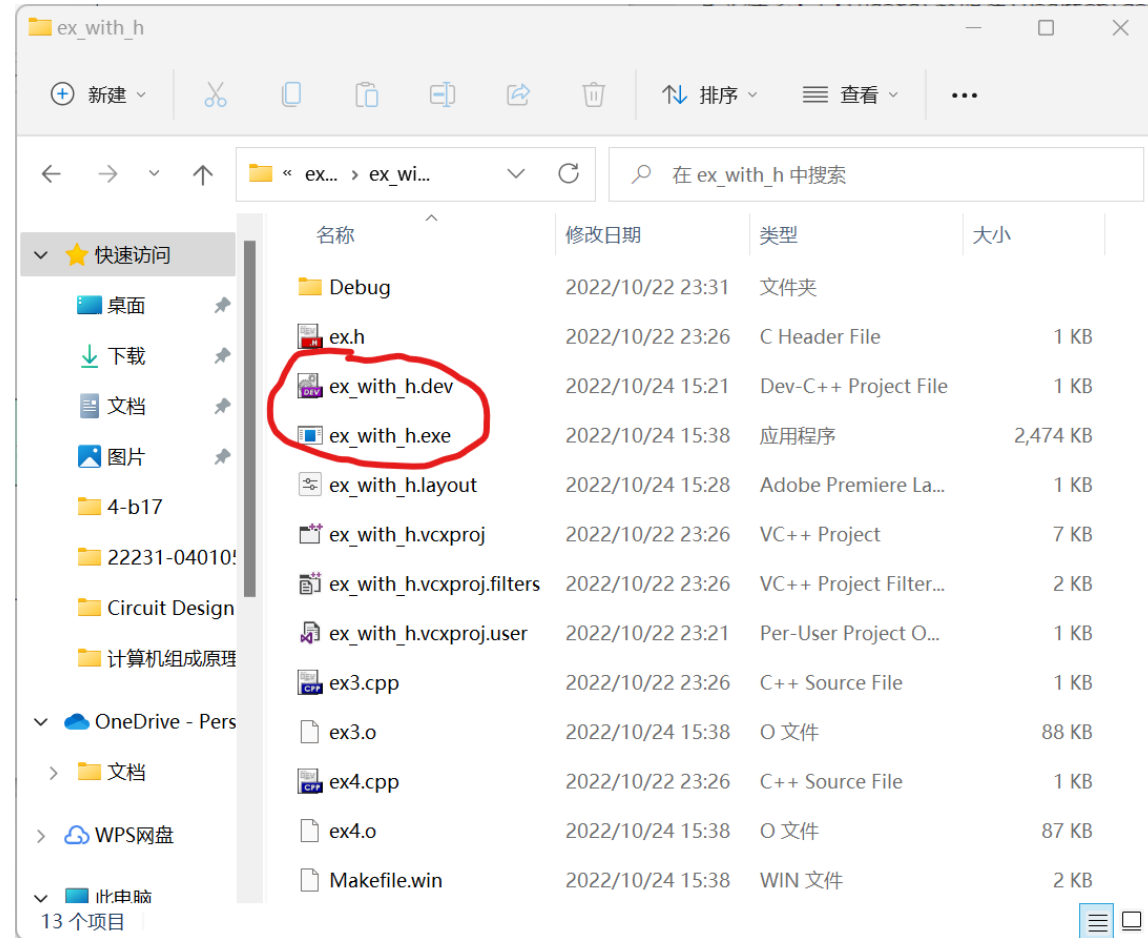 ex_with_h
新建 排序 查看
« ex... › ex_wi... 在 ex_with_h 中搜索
名称 修改日期 类型 大小
快速访问
桌面
下载
文档
图片
4-b17
22231-04010
Circuit Design
计算机组成原理
OneDrive - Pers
文档
WPS网盘
此电脑
Debug 2022/10/22 23:31 文件夹
ex.h 2022/10/22 23:26 C Header File 1 KB
ex_with_h.dev 2022/10/24 15:21 Dev-C++ Project File 1 KB
ex_with_h.exe 2022/10/24 15:38 应用程序 2,474 KB
ex_with_h.layout 2022/10/24 15:28 Adobe Premiere La... 1 KB
ex_with_h.vcxproj 2022/10/22 23:26 VC++ Project 7 KB
ex_with_h.vcxproj.filters 2022/10/22 23:26 VC++ Project Filter... 2 KB
ex_with_h.vcxproj.user 2022/10/22 23:21 Per-User Project O... 1 KB
ex3.cpp 2022/10/22 23:26 C++ Source File 1 KB
ex3.o 2022/10/24 15:38 O 文件 88 KB
ex4.cpp 2022/10/22 23:26 C++ Source File 1 KB
ex4.o 2022/10/24 15:38 O 文件 87 KB
Makefile.win 2022/10/24 15:38 WIN 文件 2 KB
13 个项目